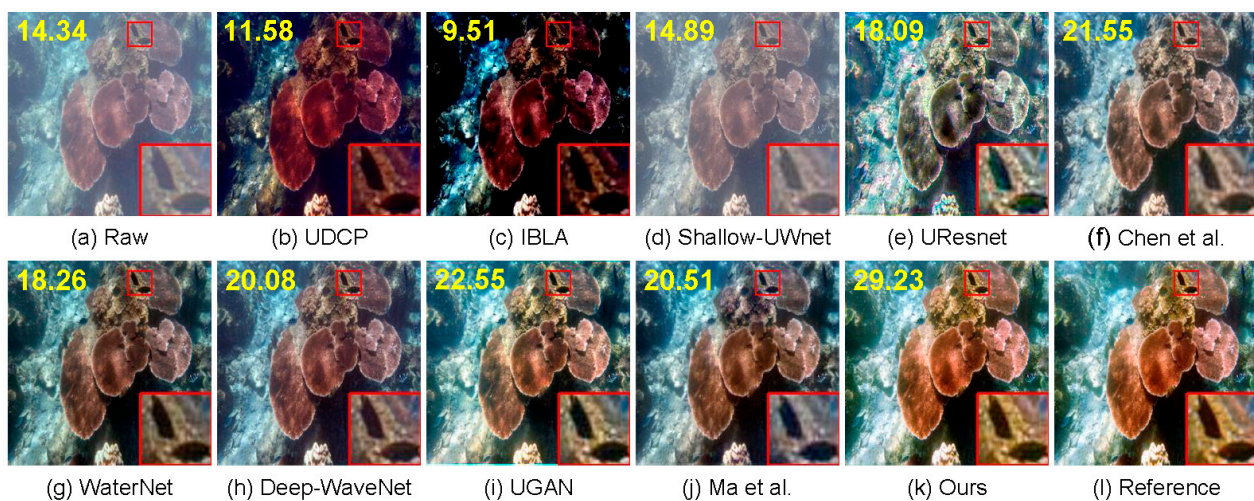 14.34 11.58 9.51 14.89 18.09 21.55
(a) Raw (b) UDCP (c) IBLA (d) Shallow-UWnet (e) UResnet (f) Chen et al.
18.26 20.08 22.55 20.51 29.23
(g) WaterNet (h) Deep-WaveNet (i) UGAN (j) Ma et al. (k) Ours (l) Reference